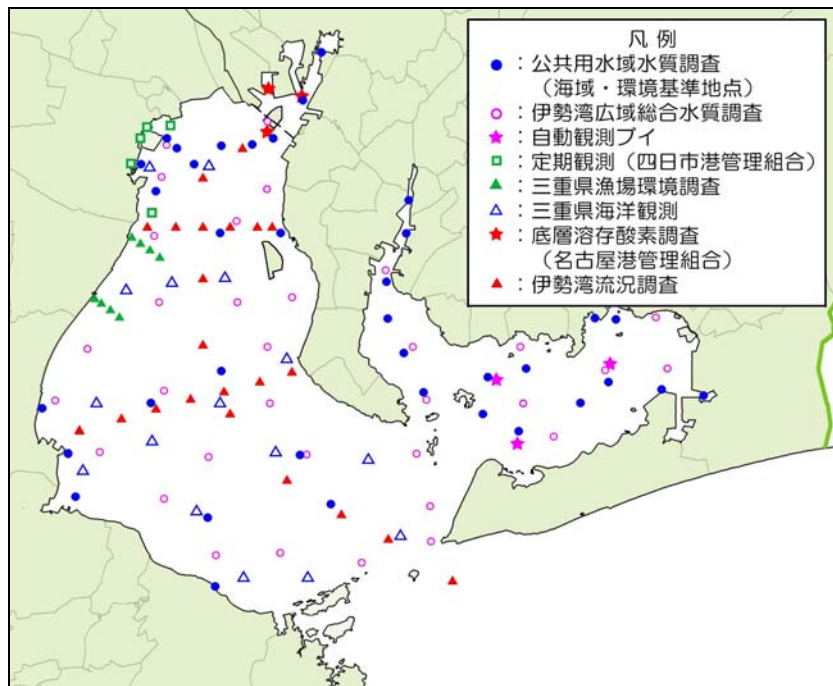 凡 例
：公共用水域水質調査
（海域・環境基準地点）
：伊勢湾広域総合水質調査
：自動観測ブイ
：定期観測（四日市港管理組合）
：三重県漁場環境調査
：三重県海洋観測
：底層溶存酸素調査
（名古屋港管理組合）
：伊勢湾流況調査